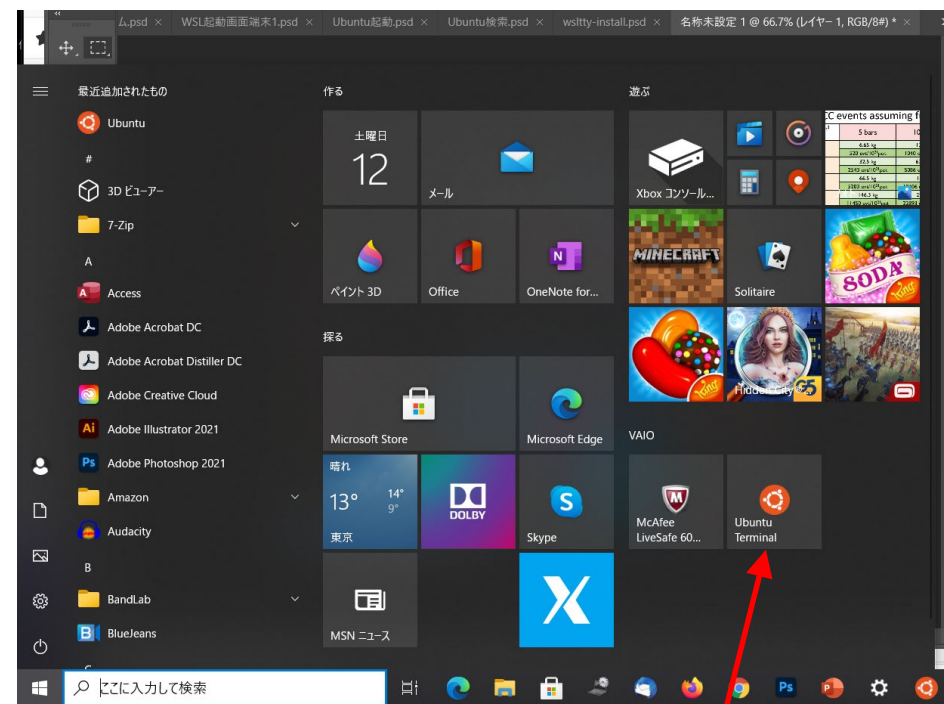 ム.psd × WSL起動画面端末1.psd × Ubuntu起動.psd × Ubuntu検索.psd × wsltty-install.psd × 名称未設定 1 @ 66.7% (レイヤー 1, RGB/8#) * ×
最近追加されたもの
Ubuntu
#
3D ビューアー
7-Zip
A
Access
Adobe Acrobat DC
Adobe Acrobat Distiller DC
Adobe Creative Cloud
Adobe Illustrator 2021
Adobe Photoshop 2021
Amazon
Audacity
B
BandLab
BlueJeans
作る
土曜日
12
メール
ペイント 3D
Office
OneNote for...
探る
Microsoft Store
Microsoft Edge
晴れ
13° 14°
9°
東京
DOLBY
Skype
MSN ニュース
遊ぶ
Xbox コンソール...
CC events assuming
5 bars
MINECRAFT
Solitaire
SODA
King
King
Hidden City
G5
VAIO
McAfee
LiveSafe 60...
Ubuntu
Terminal
ここに入力して検索